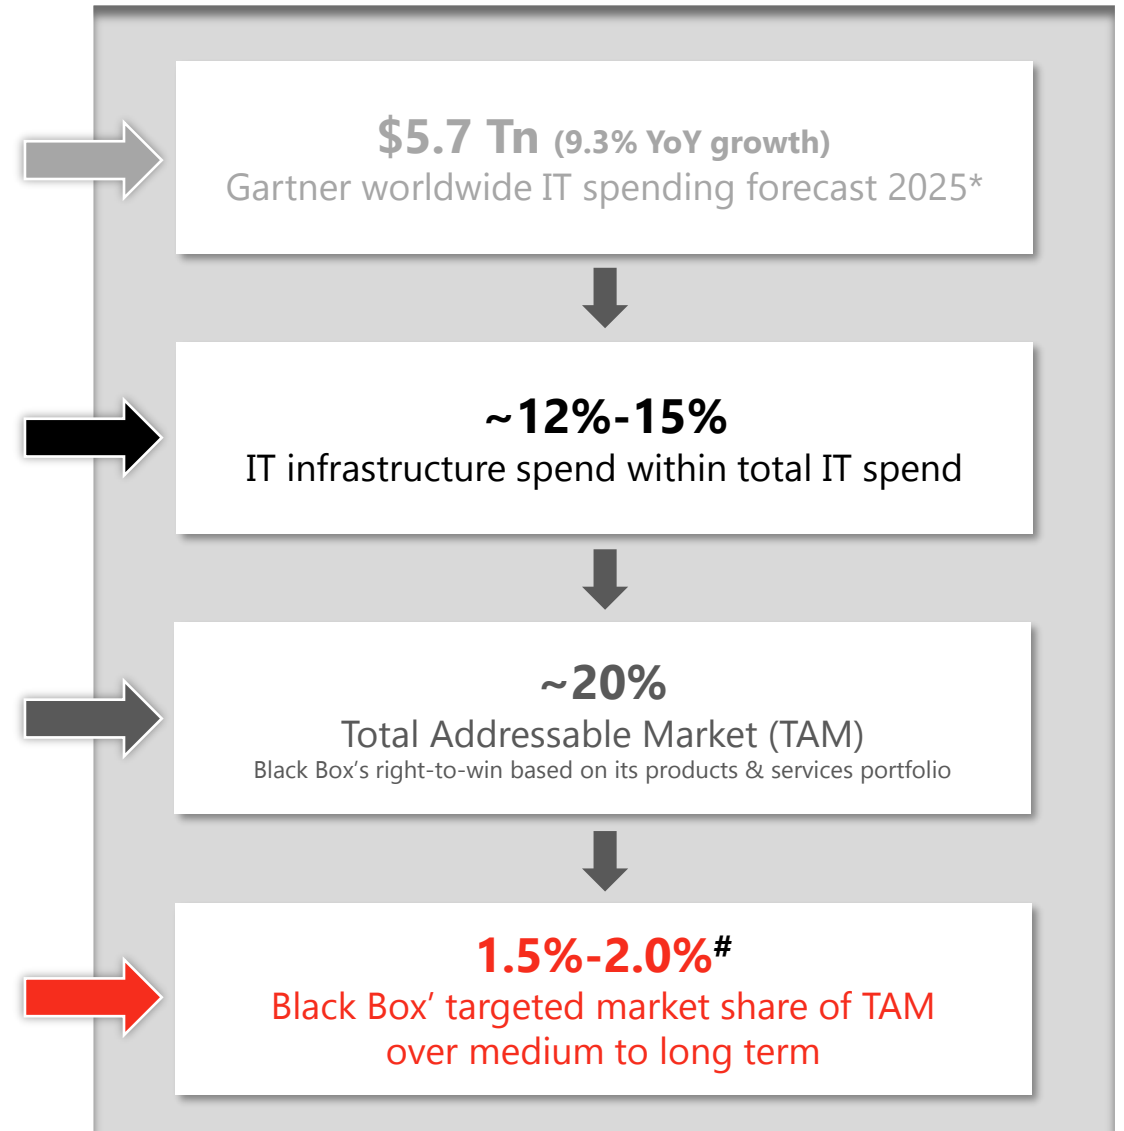 $5.7 Tn (9.3% YoY growth)
Gartner worldwide IT spending forecast 2025*
~12%-15%
IT infrastructure spend within total IT spend
~20%
Total Addressable Market (TAM)
Black Box’s right-to-win based on its products & services portfolio
1.5%-2.0%#
Black Box’ targeted market share of TAM
over medium to long term